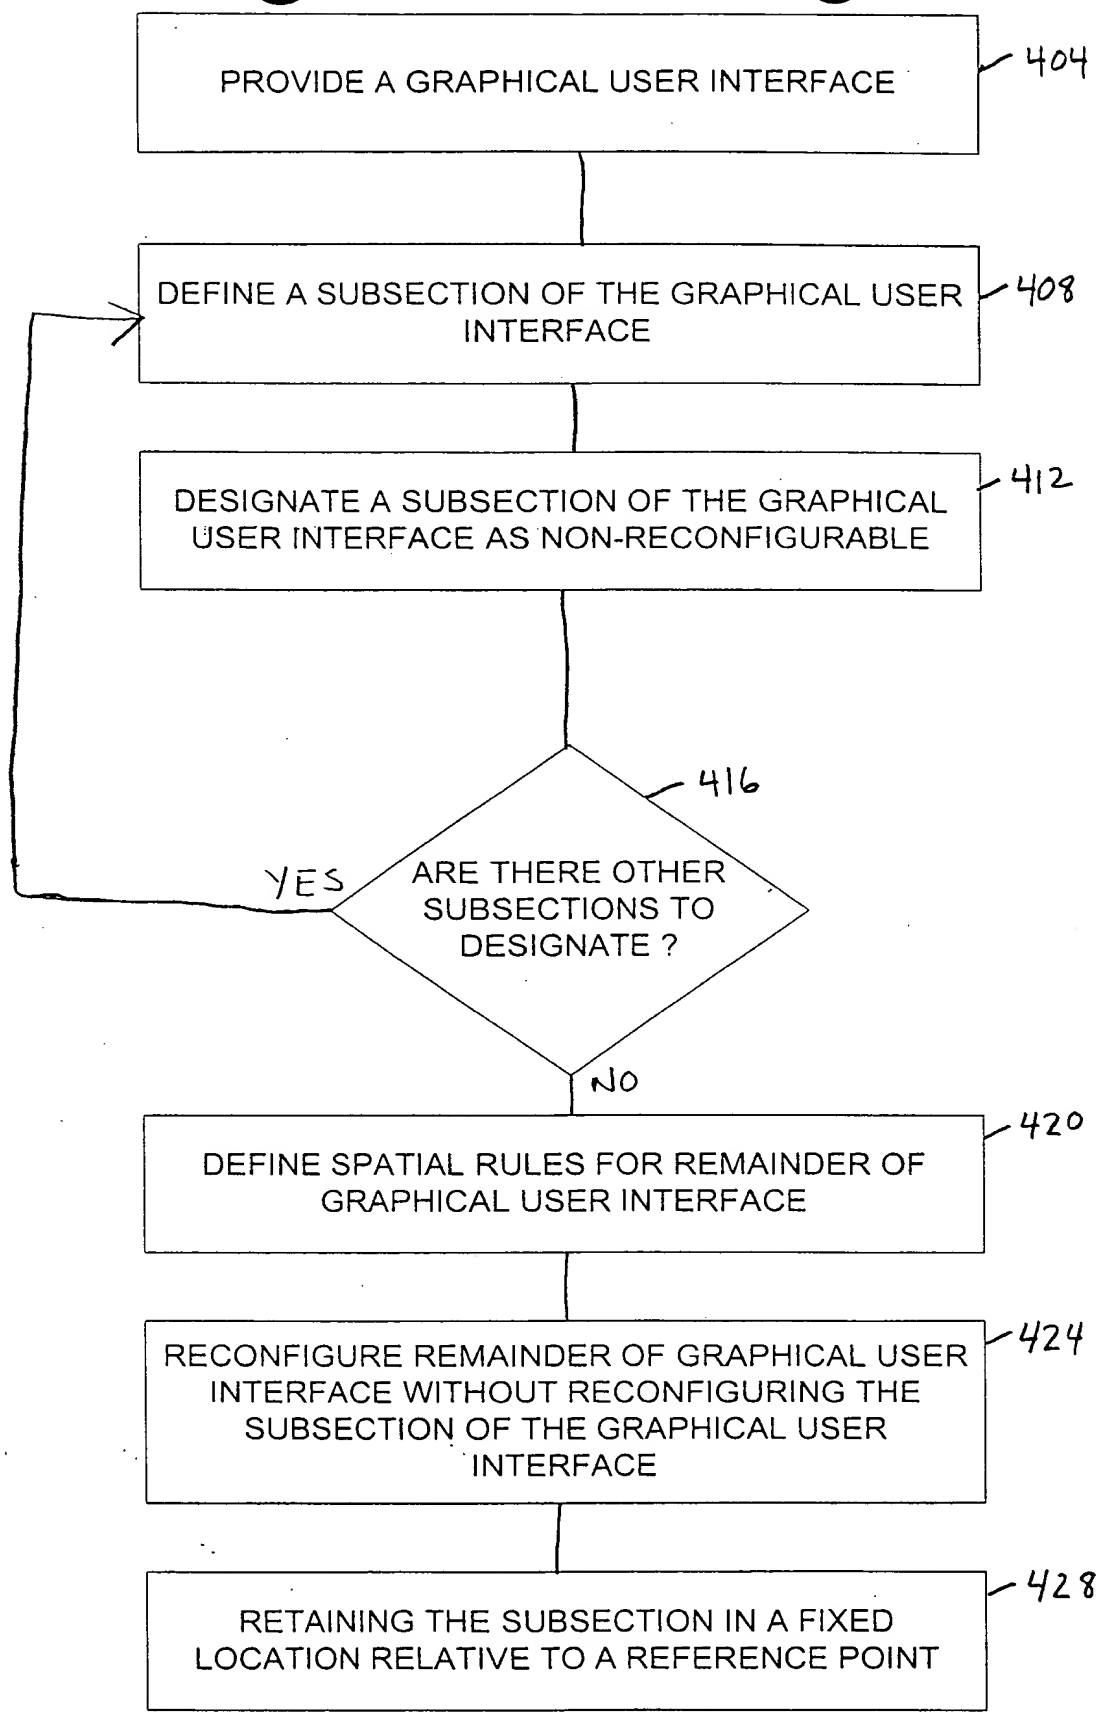 PROVIDE A GRAPHICAL USER INTERFACE
404
DEFINE A SUBSECTION OF THE GRAPHICAL USER
INTERFACE
408
DESIGNATE A SUBSECTION OF THE GRAPHICAL
USER INTERFACE AS NON-RECONFIGURABLE
412
416
YES
ARE THERE OTHER
SUBSECTIONS TO
DESIGNATE ?
NO
DEFINE SPATIAL RULES FOR REMAINDER OF
GRAPHICAL USER INTERFACE
420
RECONFIGURE REMAINDER OF GRAPHICAL USER
INTERFACE WITHOUT RECONFIGURING THE
SUBSECTION OF THE GRAPHICAL USER
INTERFACE
424
RETAINING THE SUBSECTION IN A FIXED
LOCATION RELATIVE TO A REFERENCE POINT
428